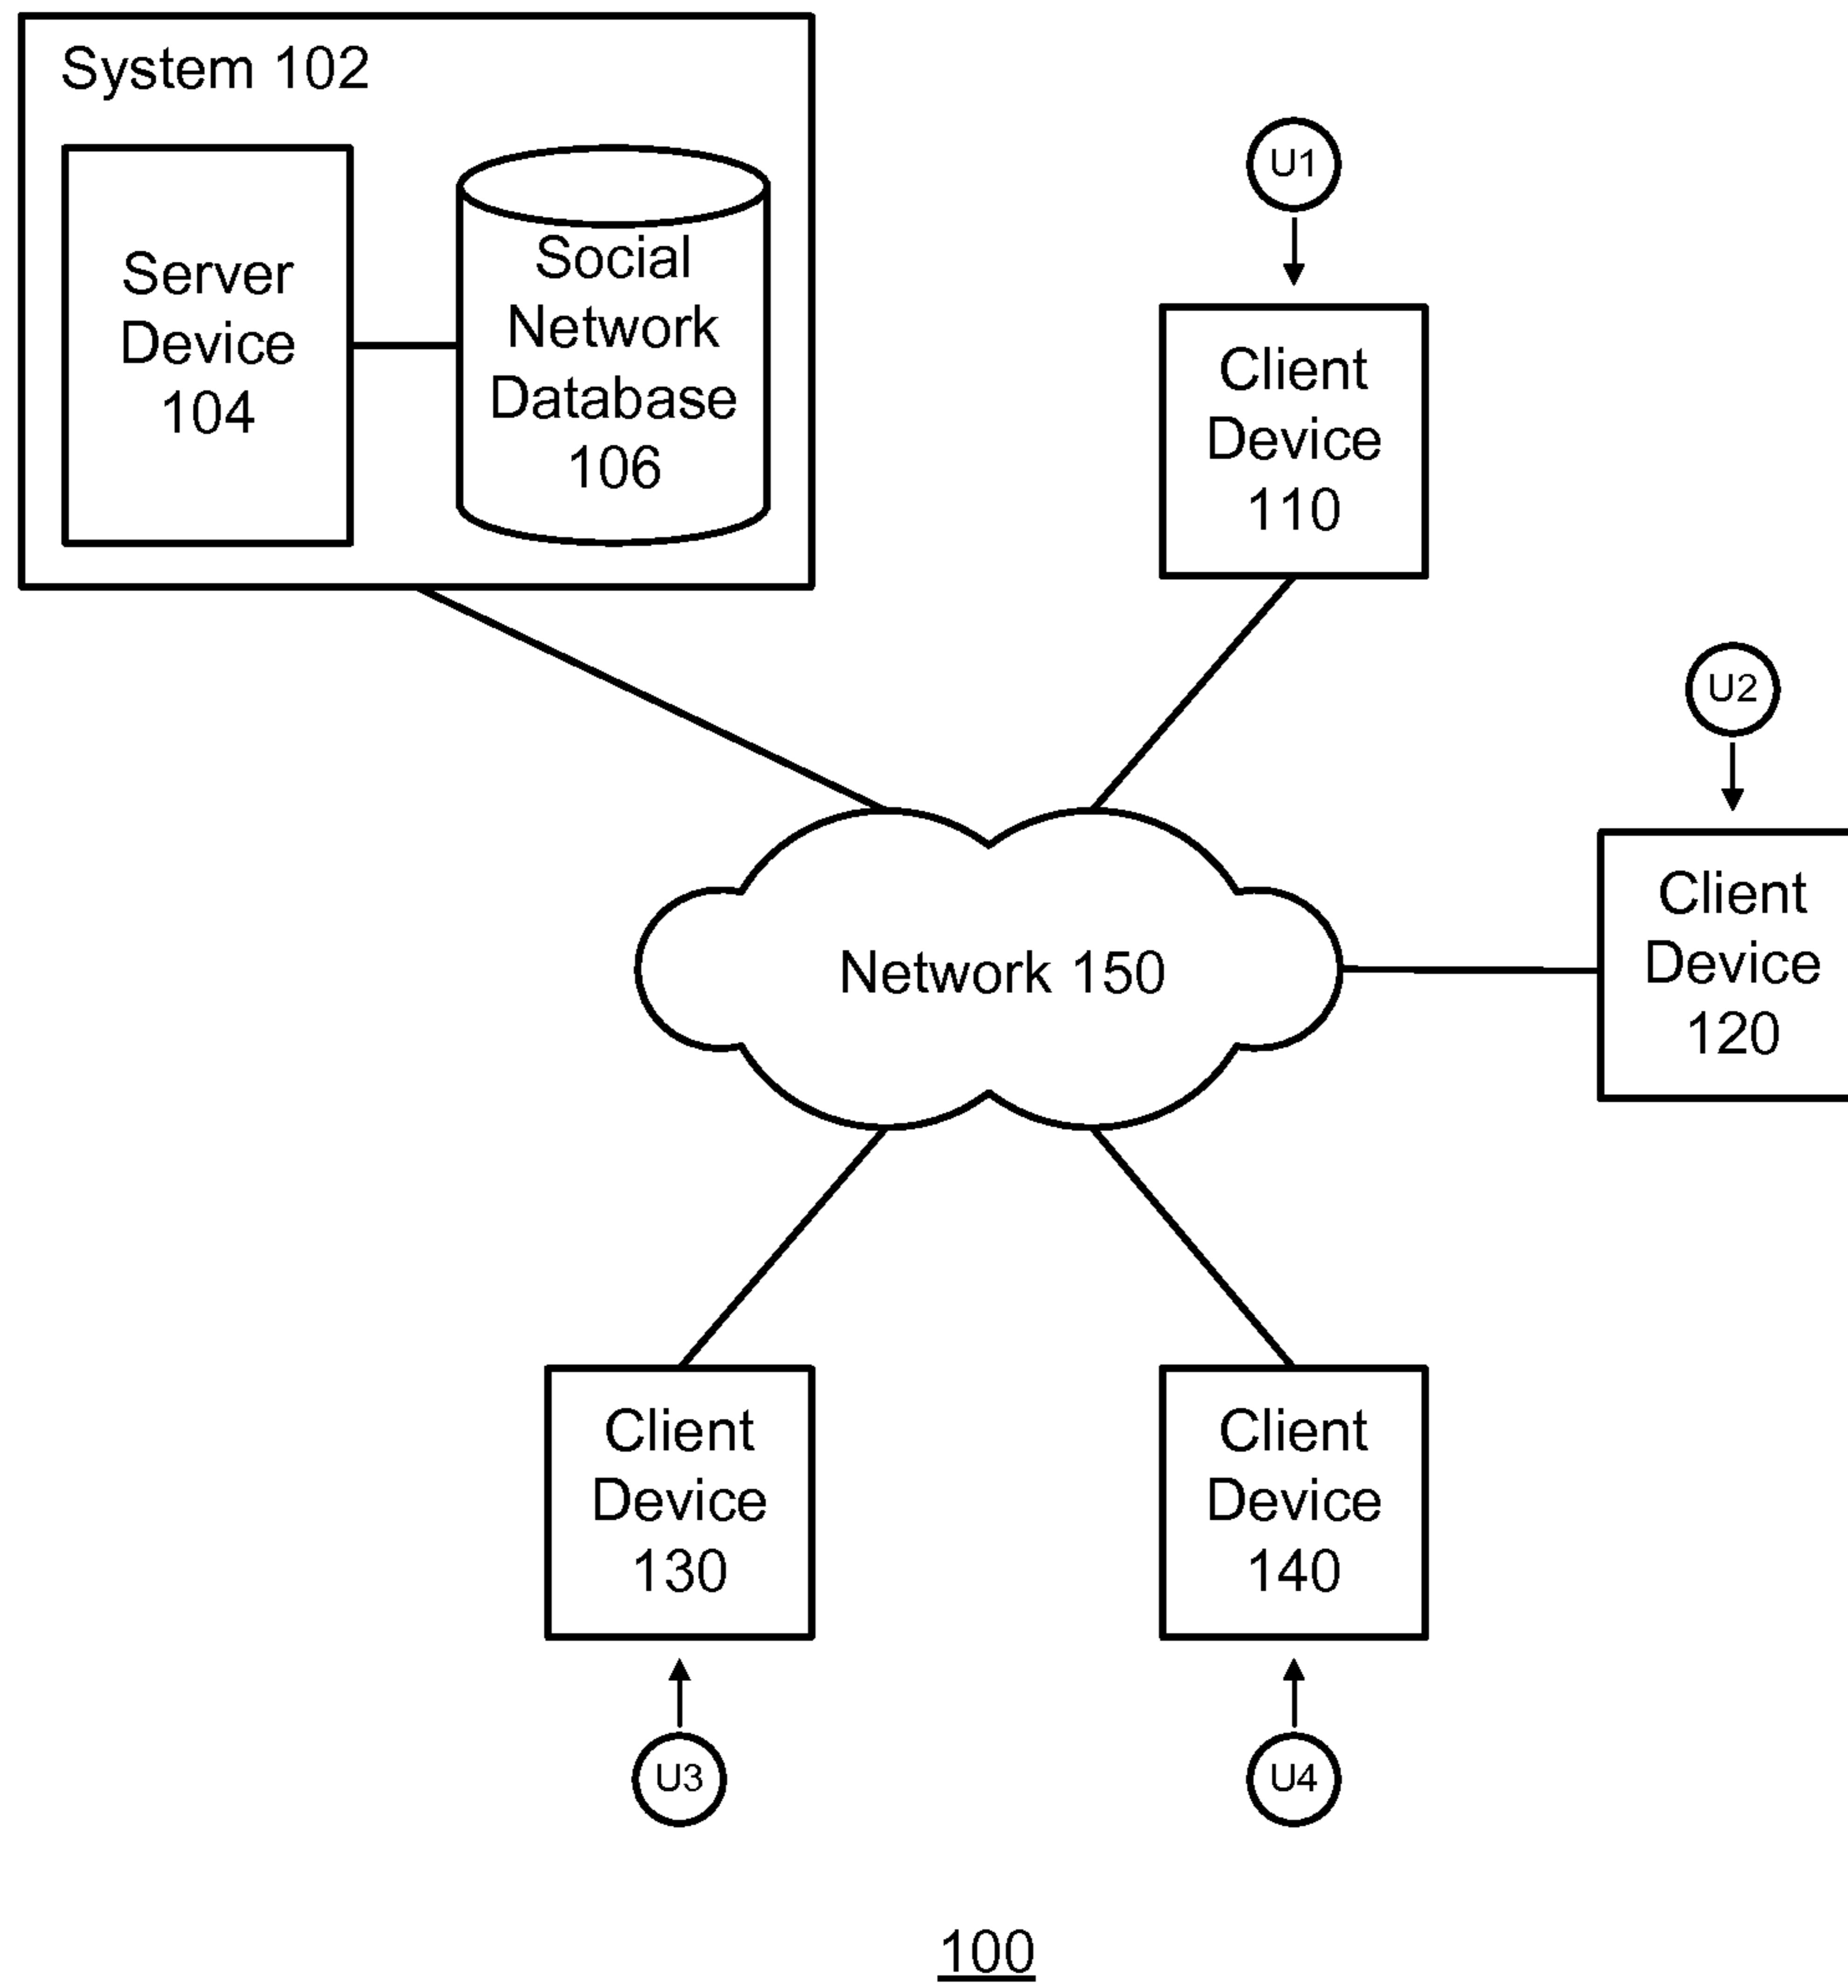 System 102
Server
Device
104
Social
Network
Database
106
U1
Client
Device
110
U2
Client
Device
120
Network 150
Client
Device
130
Client
Device
140
U3
U4
100